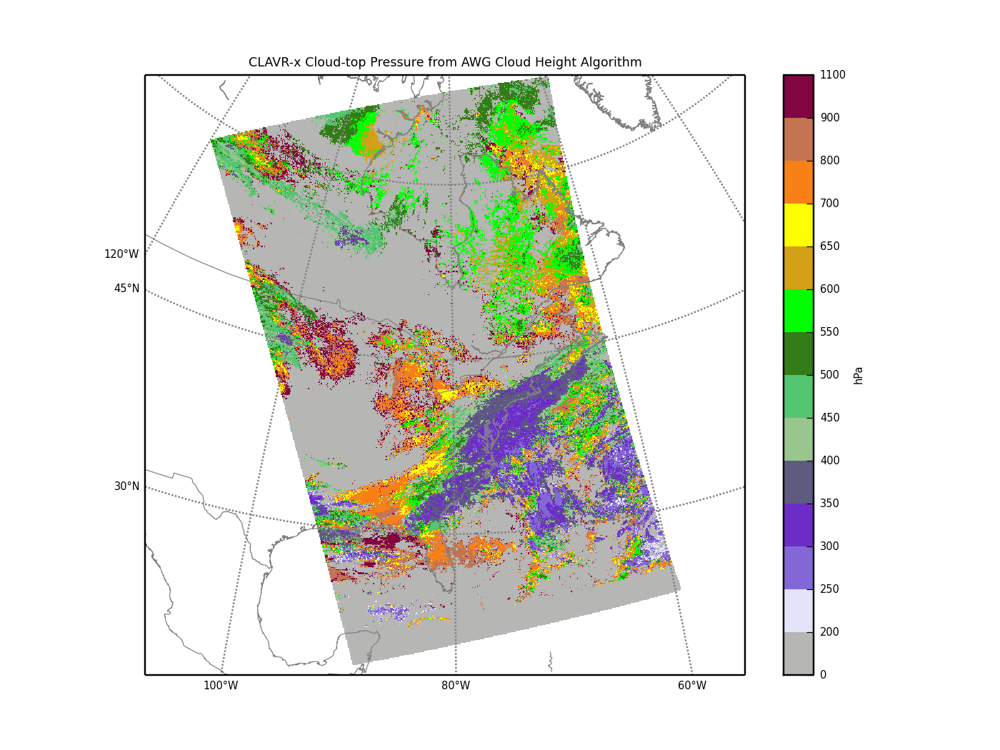 CLAVR-x Cloud-top Pressure from AWG Cloud Height Algorithm
120°W
45°N
30°N
100°W
80°W
60°W
1100
900
800
700
650
600
550
500
450
400
350
300
250
200
0
hPa